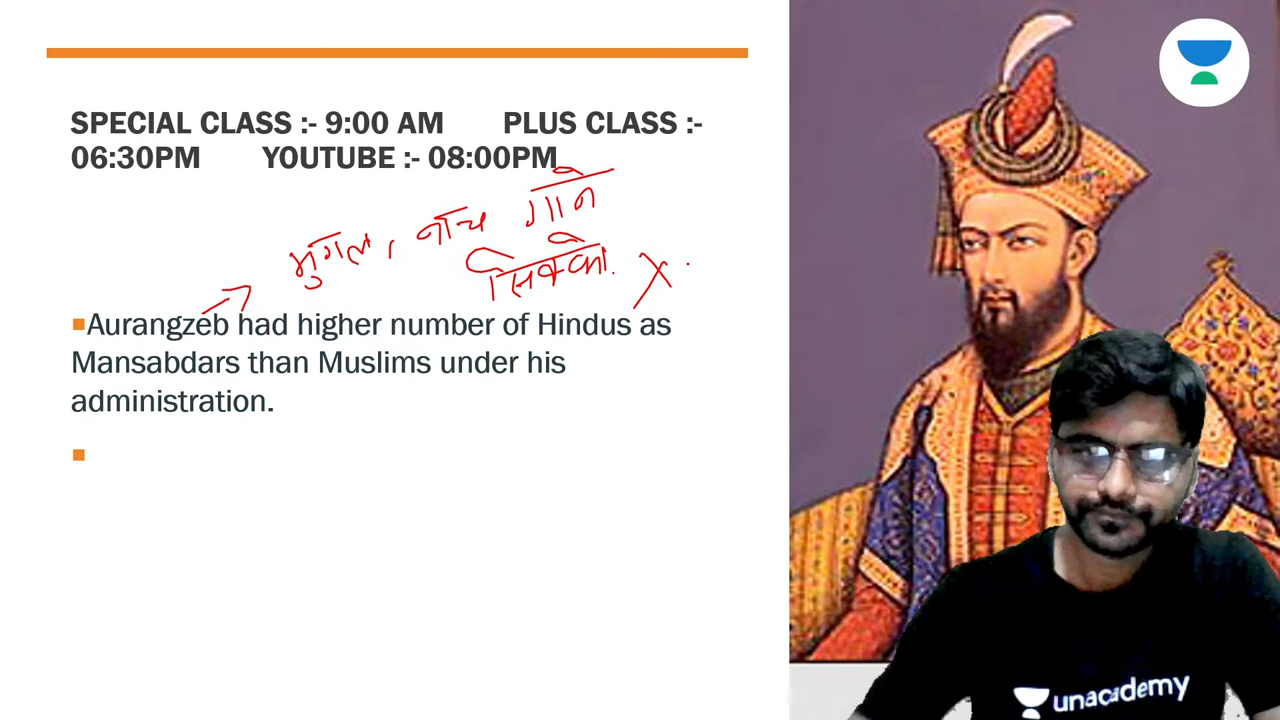 SPECIAL CLASS :- 9:00 AM PLUS CLASS :-
06:30PM YOUTUBE :- 08:00PM
मुगल, नाच गाने
सिक्को
Aurangzeb had higher number of Hindus as
Mansabdars than Muslims under his
administration.
unacademy